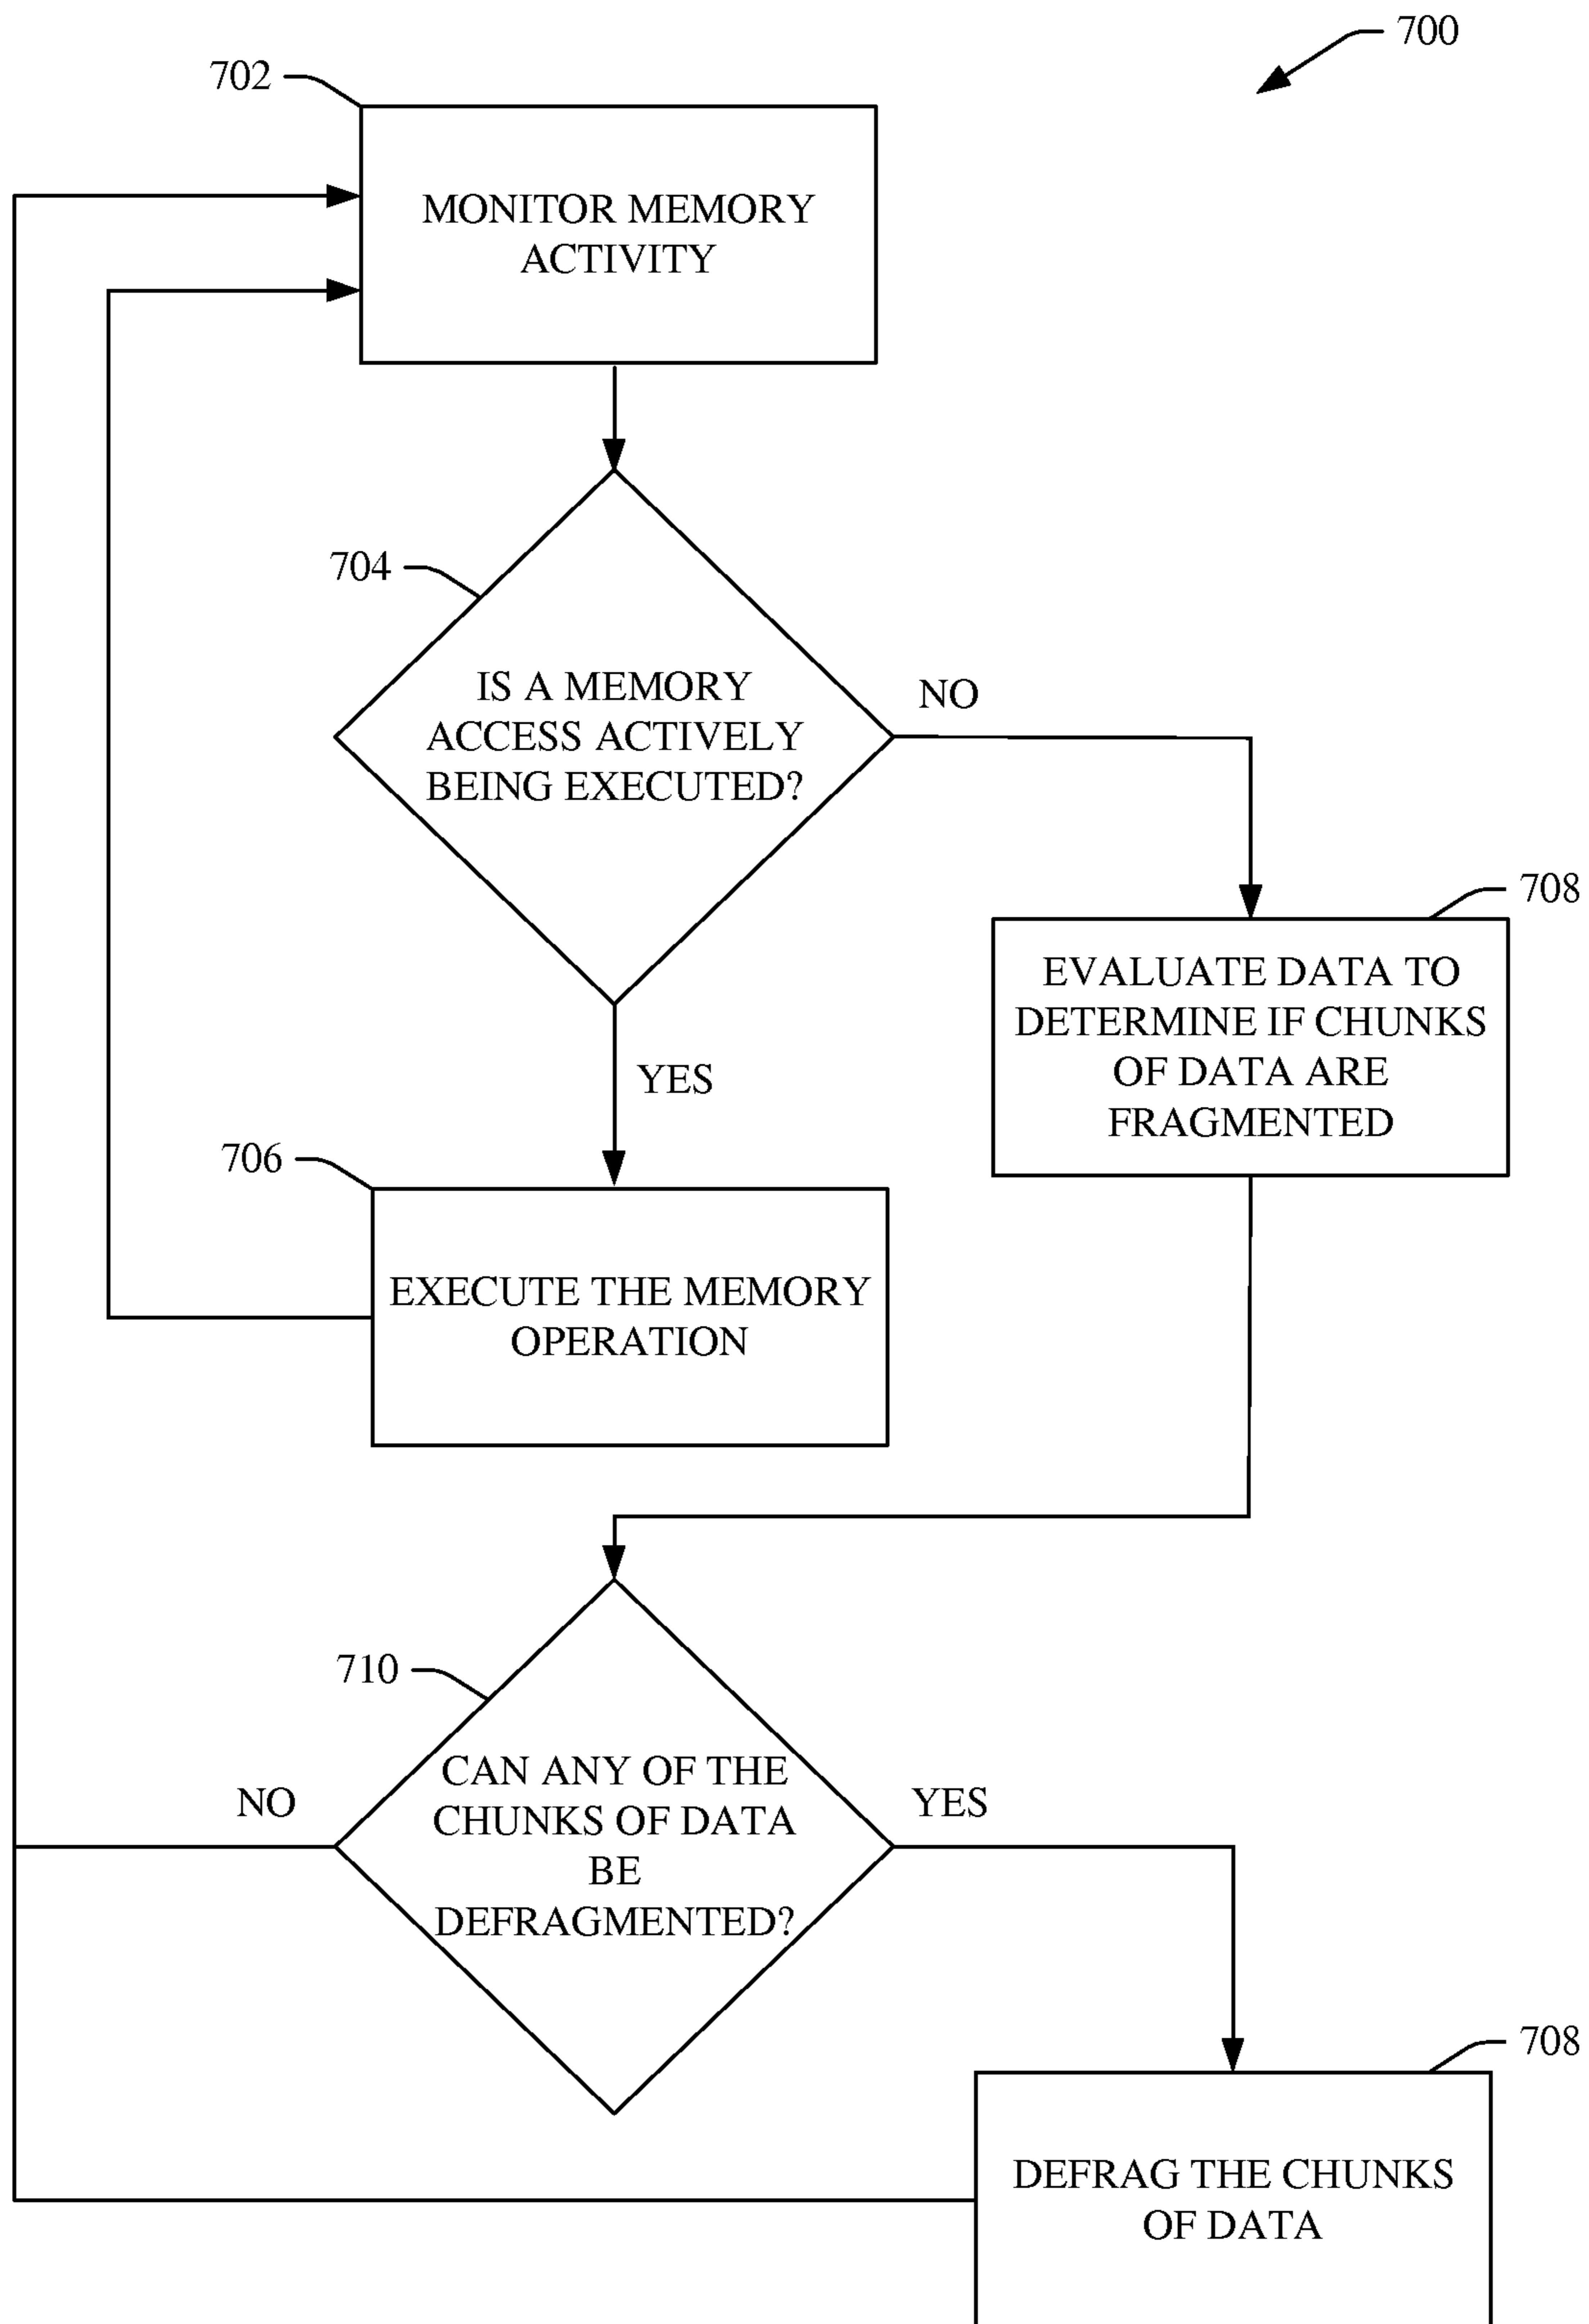 700
702
MONITOR MEMORY
ACTIVITY
704
IS A MEMORY
ACCESS ACTIVELY
BEING EXECUTED?
NO
YES
708
EVALUATE DATA TO
DETERMINE IF CHUNKS
OF DATA ARE
FRAGMENTED
706
EXECUTE THE MEMORY
OPERATION
710
CAN ANY OF THE
CHUNKS OF DATA
BE
DEFRAGMENTED?
NO
YES
708
DEFRAG THE CHUNKS
OF DATA